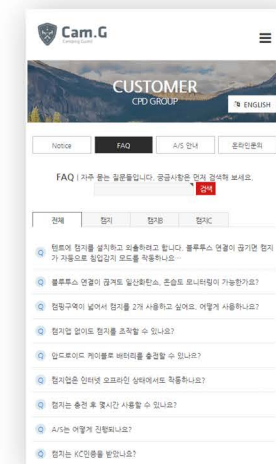 Cam.G
Camping Guard
CUSTOMER
CPD GROUP
ENGLISH
Notice
FAQ
A/S 안내
온라인문의
FAQ | 자주 묻는 질문들입니다. 궁금사항은 먼저 검색해 보세요.
검색
전체
캠지
캠지B
캠지C
Q 텐트에 캠지를 설치하고 외출하려고 합니다. 블루투스 연결이 끊기면 캠지
가 자동으로 침입감지 모드를 작동하나요…
Q 블루투스 연결이 끊겨도 일산화탄소, 온습도 모니터링이 가능한가요?
Q 캠핑구역이 넓어서 캠지를 2개 사용하고 싶어요. 어떻게 사용하나요?
Q 캠지앱 없이도 캠지를 조작할 수 있나요?
Q 안드로이드 케이블로 배터리를 충전할 수 있나요?
Q 캠지앱은 인터넷 오프라인 상태에서도 작동하나요?
Q 캠지는 충전 후 몇시간 사용할 수 있나요?
Q A/S는 어떻게 진행되나요?
Q 캠지는 KC인증을 받았나요?